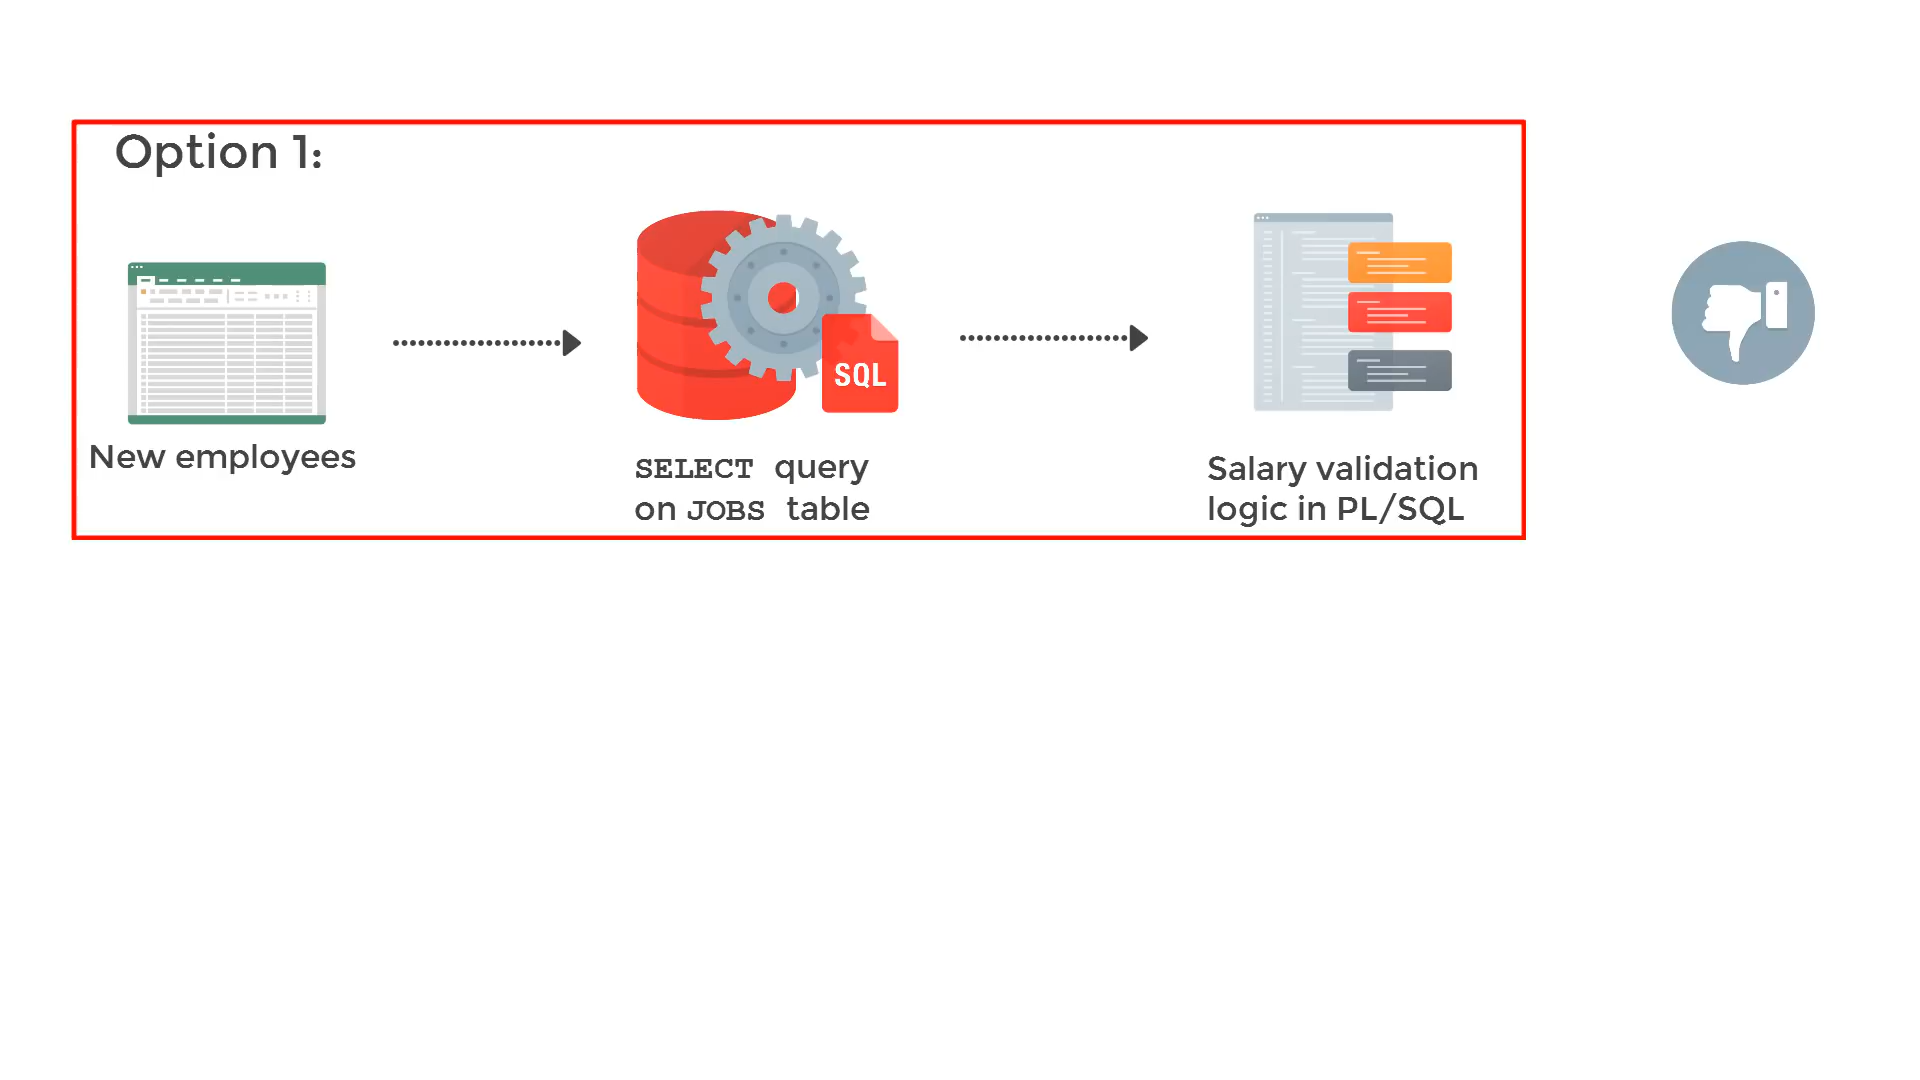 Option 1:
SQL
New employees
SELECT query
on JOBS table
Salary validation
logic in PL/SQL